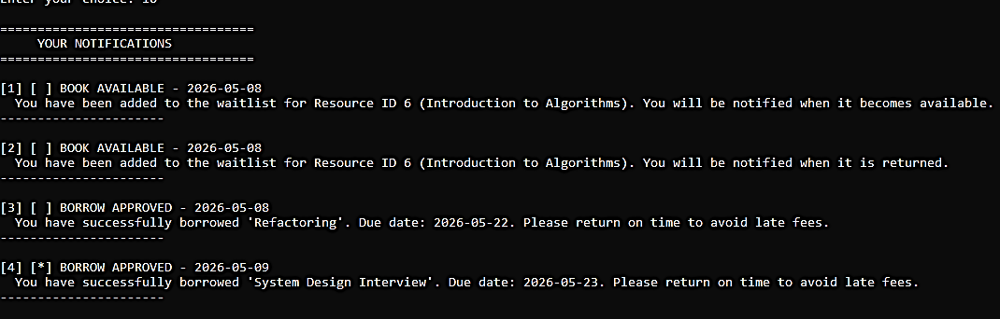 Enter your choice: 10
==================================
YOUR NOTIFICATIONS
==================================
[1] [ ] BOOK AVAILABLE - 2026-05-08
You have been added to the waitlist for Resource ID 6 (Introduction to Algorithms). You will be notified when it becomes available.
----------------------
[2] [ ] BOOK AVAILABLE - 2026-05-08
You have been added to the waitlist for Resource ID 6 (Introduction to Algorithms). You will be notified when it is returned.
----------------------
[3] [ ] BORROW APPROVED - 2026-05-08
You have successfully borrowed 'Refactoring'. Due date: 2026-05-22. Please return on time to avoid late fees.
----------------------
[4] [*] BORROW APPROVED - 2026-05-09
You have successfully borrowed 'System Design Interview'. Due date: 2026-05-23. Please return on time to avoid late fees.
----------------------